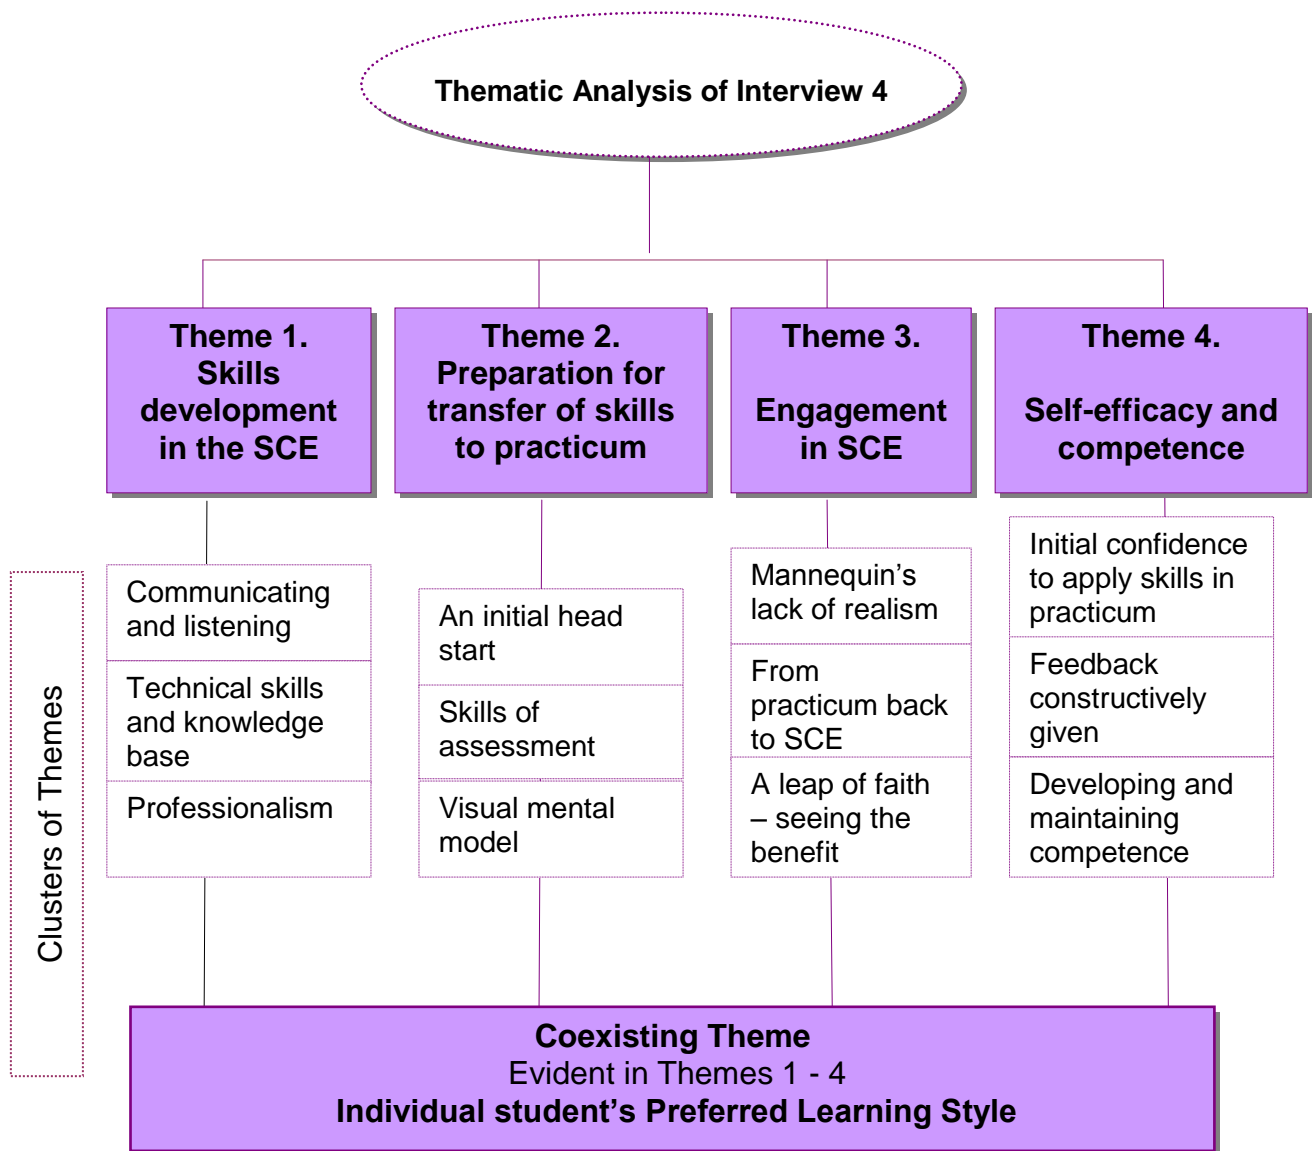 Thematic Analysis of Interview 4
Theme 1.
Skills
development
in the SCE
Theme 2.
Preparation for
transfer of skills
to practicum
Theme 3.
Engagement
in SCE
Theme 4.
Self-efficacy and
competence
Clusters of Themes
Communicating
and listening
Technical skills
and knowledge
base
Professionalism
An initial head
start
Skills of
assessment
Visual mental
model
Mannequin’s
lack of realism
From
practicum back
to SCE
A leap of faith
– seeing the
benefit
Initial confidence
to apply skills in
practicum
Feedback
constructively
given
Developing and
maintaining
competence
Coexisting Theme
Evident in Themes 1 - 4
Individual student’s Preferred Learning Style